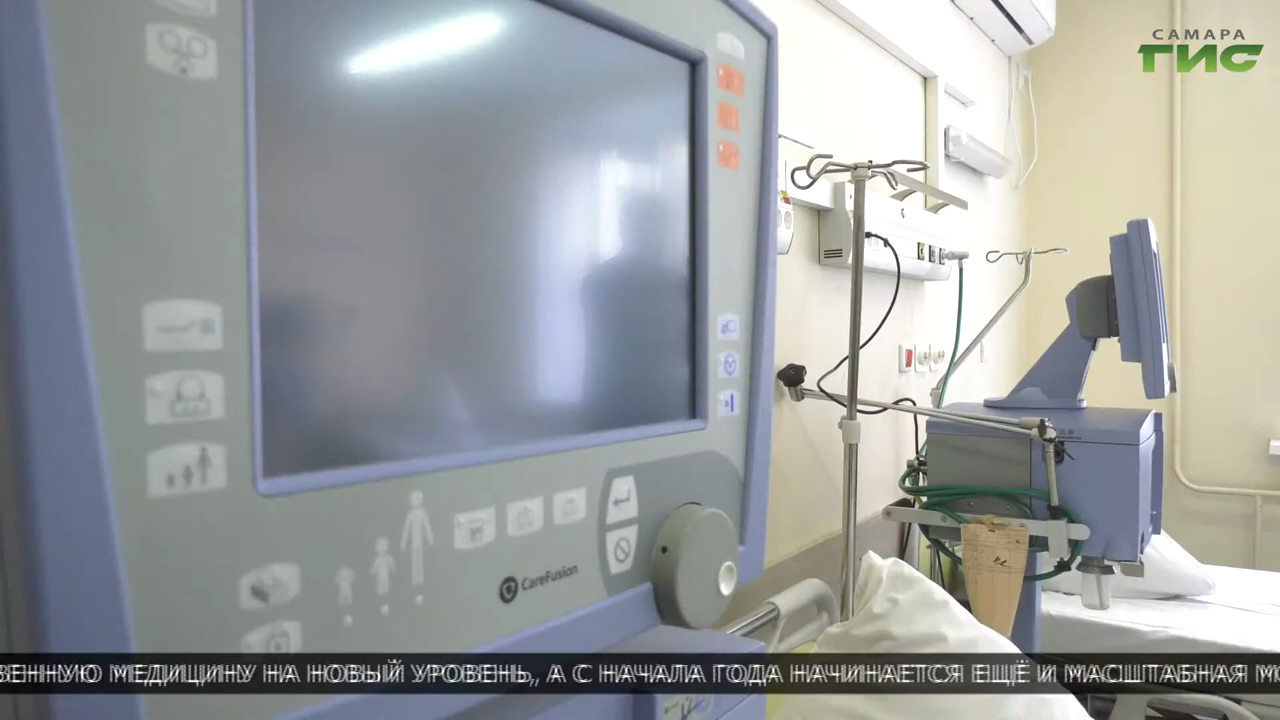 САМАРА
ГИС
CareFusion
ВЕННУЮ МЕДИЦИНУ НА НОВЫЙ УРОВЕНЬ, А С НАЧАЛА ГОДА НАЧИНАЕТСЯ ЕЩЁ И МАСШТАБНАЯ